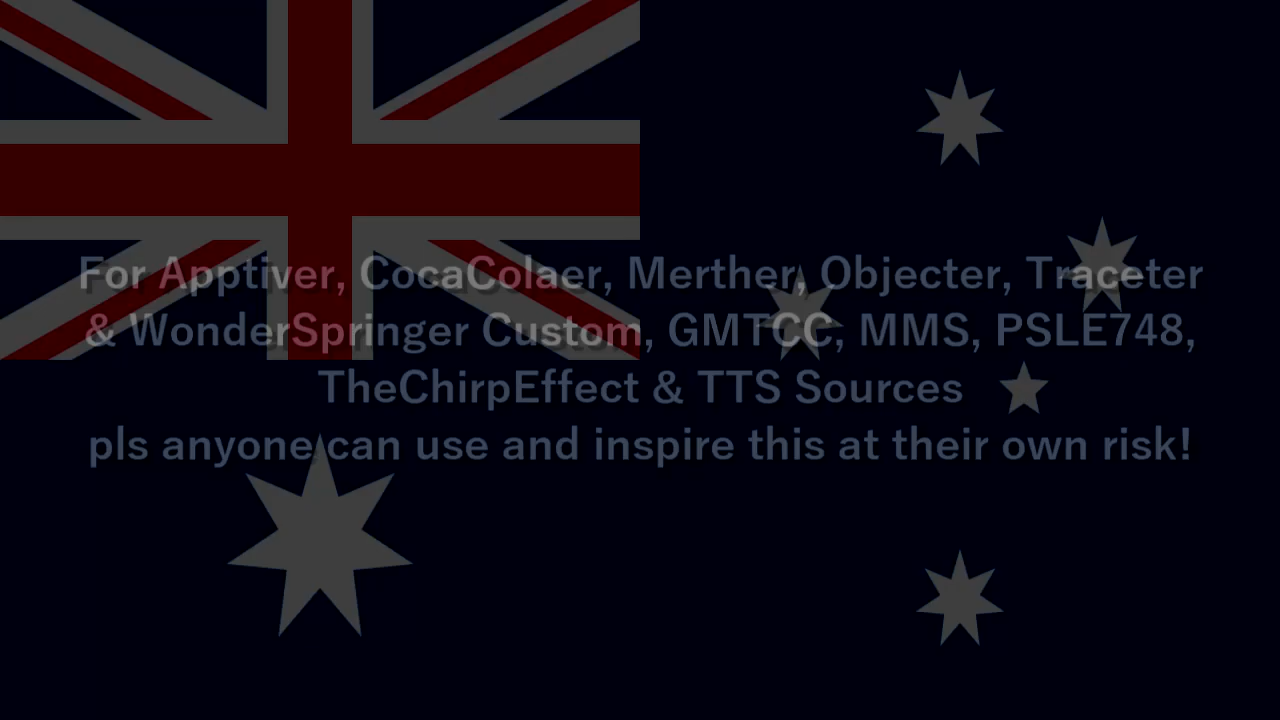 For Apptiver, CocaColaer, Merther, Objecter, Traceter
& WonderSpringer Custom, GMTCC, MMS, PSLE748,
TheChirpEffect & TTS Sources
pls anyone can use and inspire this at their own risk!